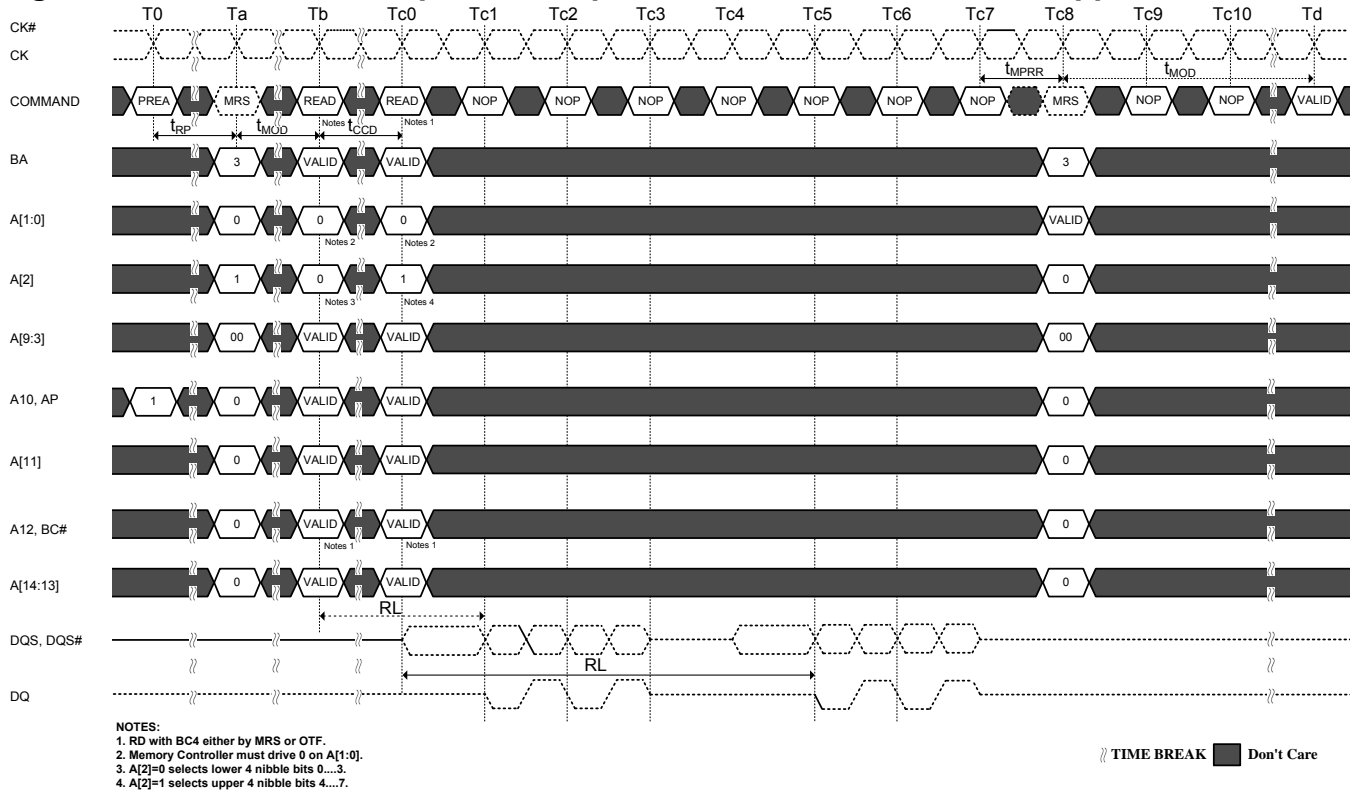 T0 Ta Tb Tc0 Tc1 Tc2 Tc3 Tc4 Tc5 Tc6 Tc7 Tc8 Tc9 Tc10 Td
CK#
CK
tMPRR tMOD
COMMAND PREA MRS READ READ NOP NOP NOP NOP NOP NOP NOP MRS NOP NOP VALID
Notes 1 Notes 1
tRP tMOD tCCD
BA 3 VALID VALID 3
A[1:0] 0 0 0 VALID
Notes 2 Notes 2
A[2] 1 0 1 0
Notes 3 Notes 4
A[9:3] 00 VALID VALID 00
A10, AP 1 0 VALID VALID 0
A[11] 0 VALID VALID 0
A12, BC# 0 VALID VALID 0
Notes 1 Notes 1
A[14:13] 0 VALID VALID 0
RL
DQS, DQS#
RL
DQ
NOTES:
1. RD with BC4 either by MRS or OTF.
2. Memory Controller must drive 0 on A[1:0].
3. A[2]=0 selects lower 4 nibble bits 0....3.
4. A[2]=1 selects upper 4 nibble bits 4....7.
TIME BREAK Don't Care